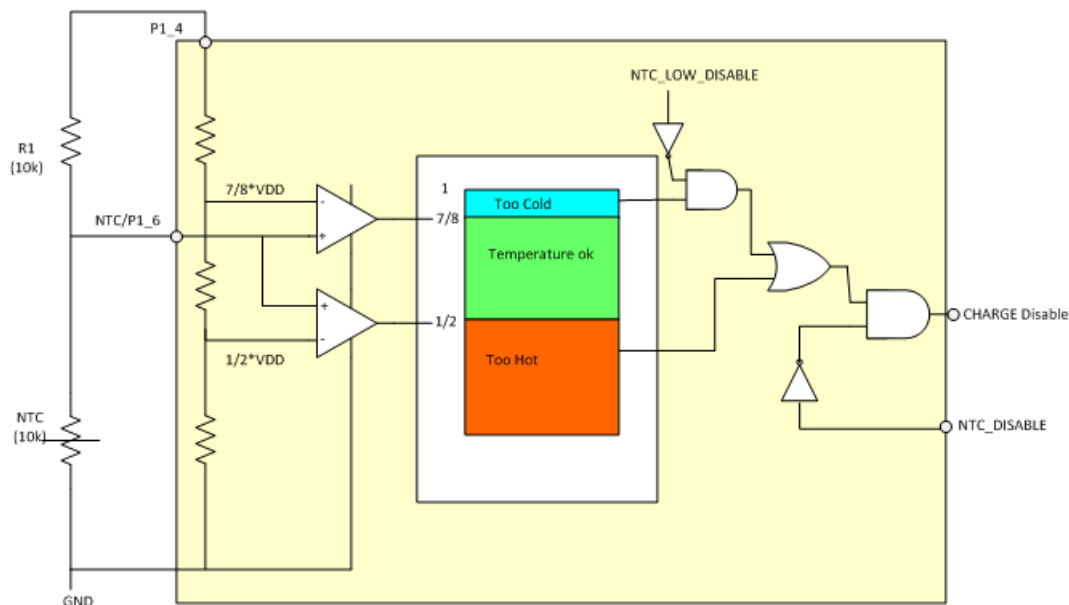 P1_4
NTC_LOW_DISABLE
R1
(10k)
7/8*VDD
1
Too Cold
7/8
NTC/P1_6
-
+
Temperature ok
+
-
1/2
1/2*VDD
CHARGE Disable
Too Hot
NTC
(10k)
NTC_DISABLE
GND